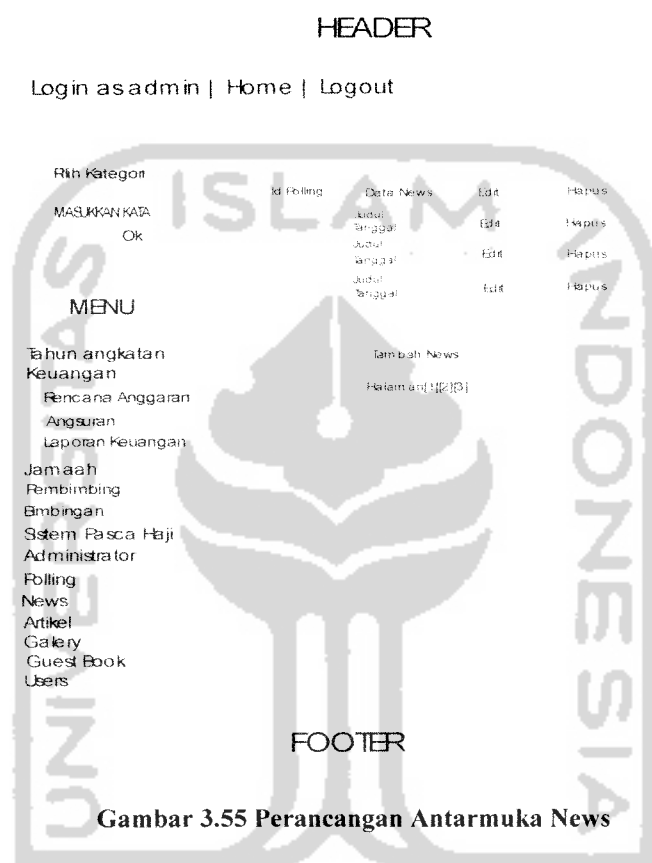 HEADER
Login as admin | Home | Logout
Pilih Kategori
MASUKKAN KATA
Ok
Id Polling Data News Edit Hapus
Judul
Tanggal Edit Hapus
Judul
Tanggal Edit Hapus
Judul
Tanggal Edit Hapus
Tambah News
Halaman[1][2][3]
MENU
Tahun angkatan
Keuangan
Rencana Anggaran
Angsuran
Laporan Keuangan
Jamaah
Pembimbing
Bimbingan
Sistem Pasca Haji
Administrator
Polling
News
Artikel
Galery
Guest Book
Users
FOOTER
Gambar 3.55 Perancangan Antarmuka News
UNIVERSITAS ISLAM INDONESIA